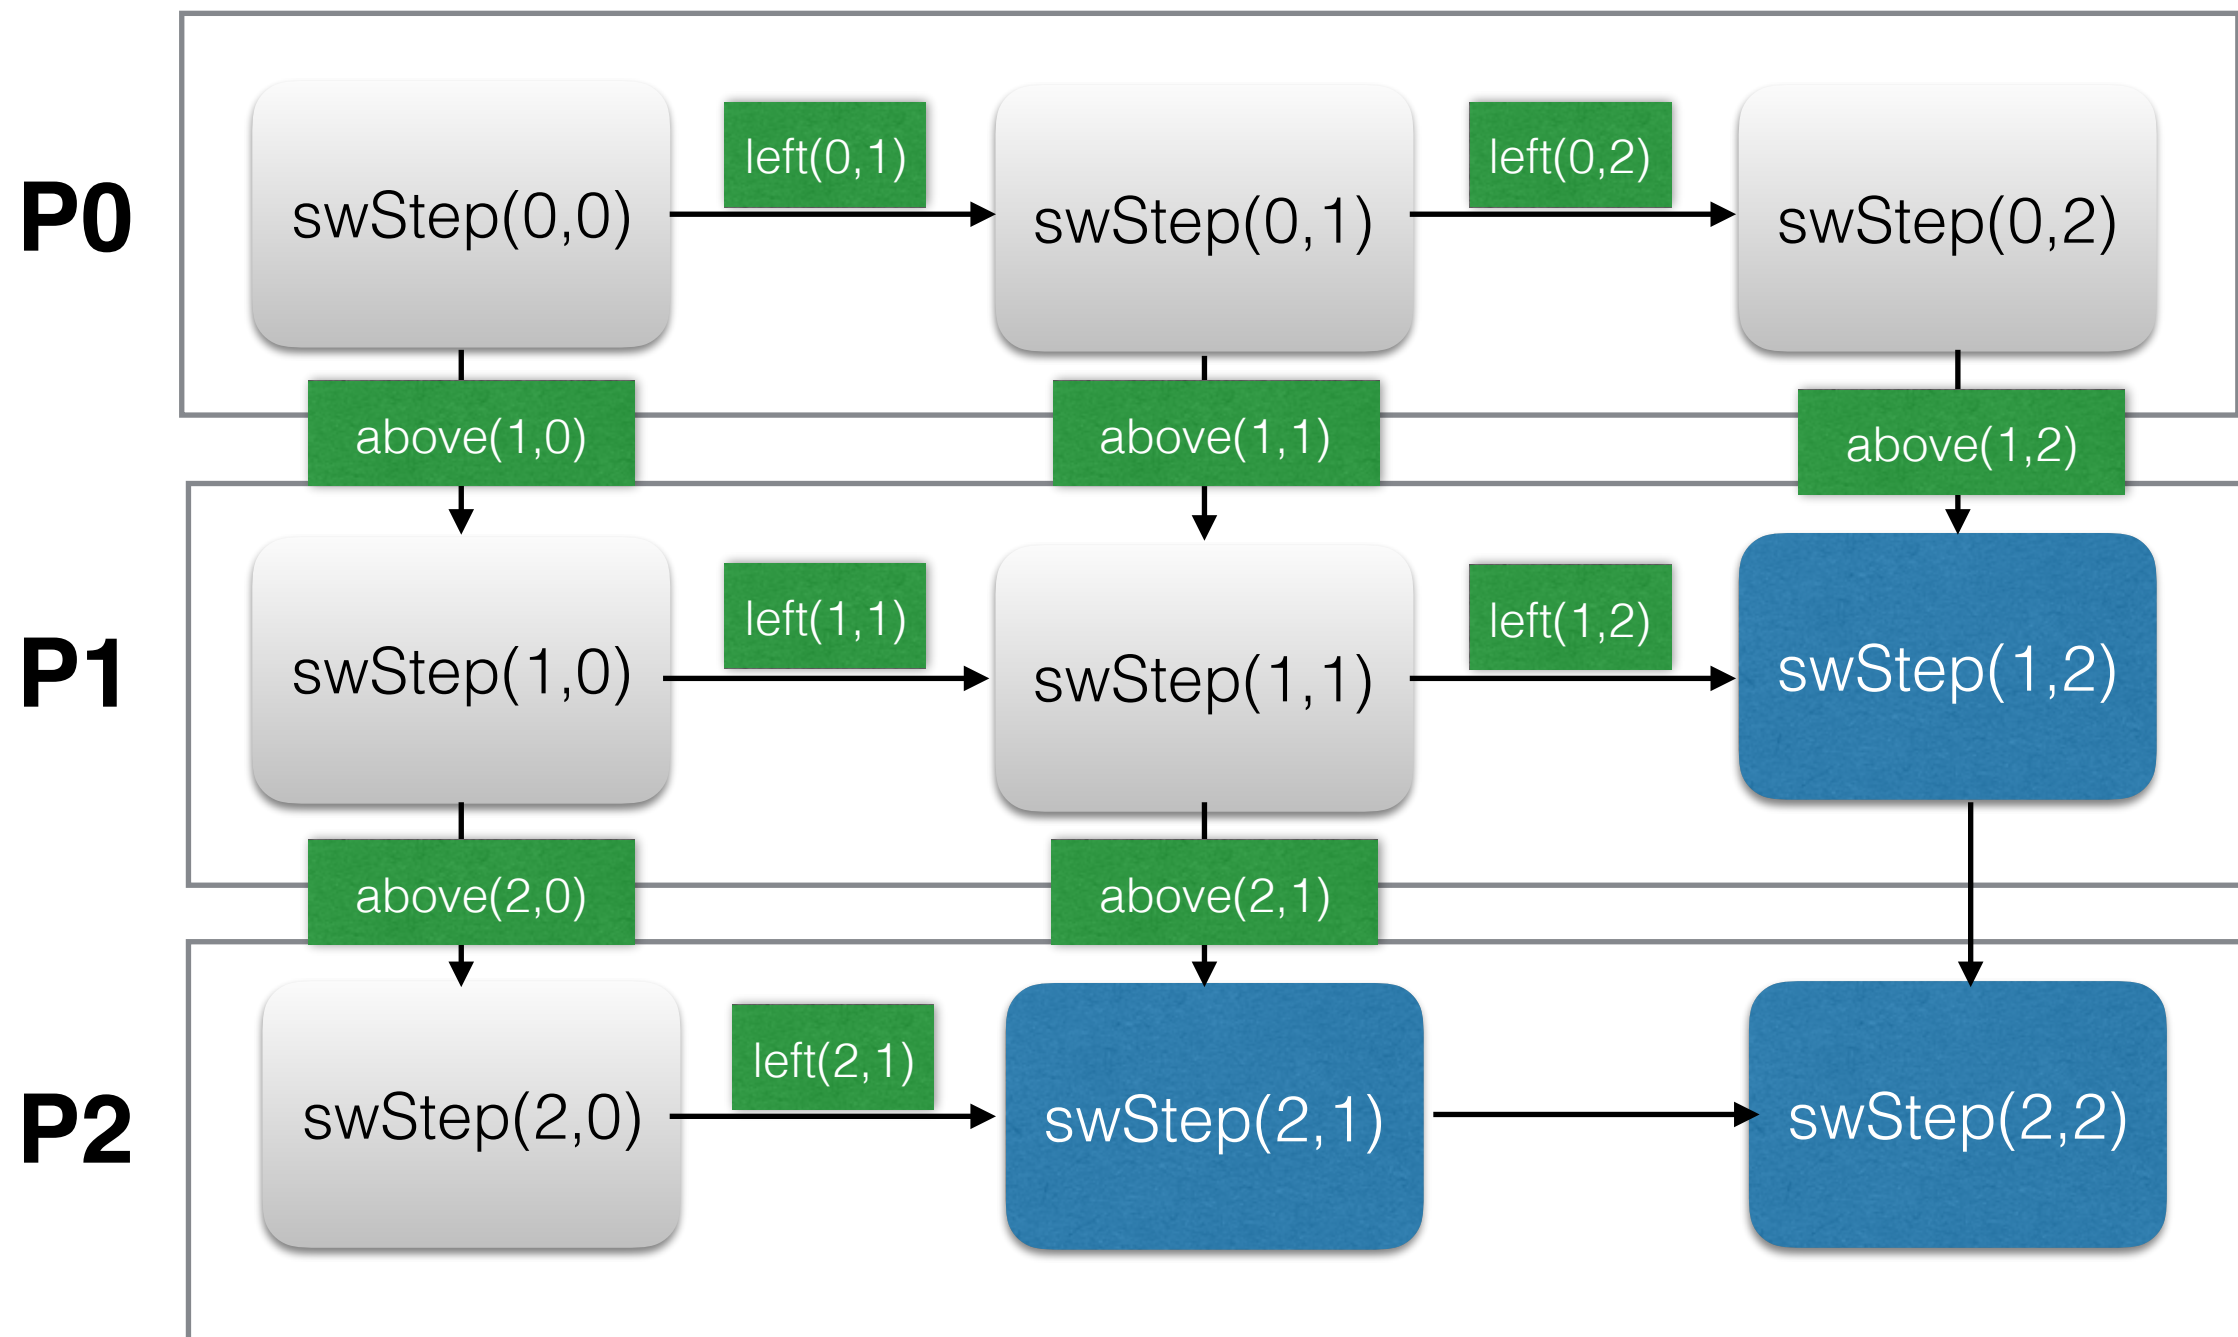 left(0,1)
left(0,2)
P0
swStep(0,0)
swStep(0,1)
swStep(0,2)
above(1,0)
above(1,1)
above(1,2)
left(1,1)
left(1,2)
P1
swStep(1,0)
swStep(1,1)
swStep(1,2)
above(2,0)
above(2,1)
left(2,1)
P2
swStep(2,0)
swStep(2,1)
swStep(2,2)